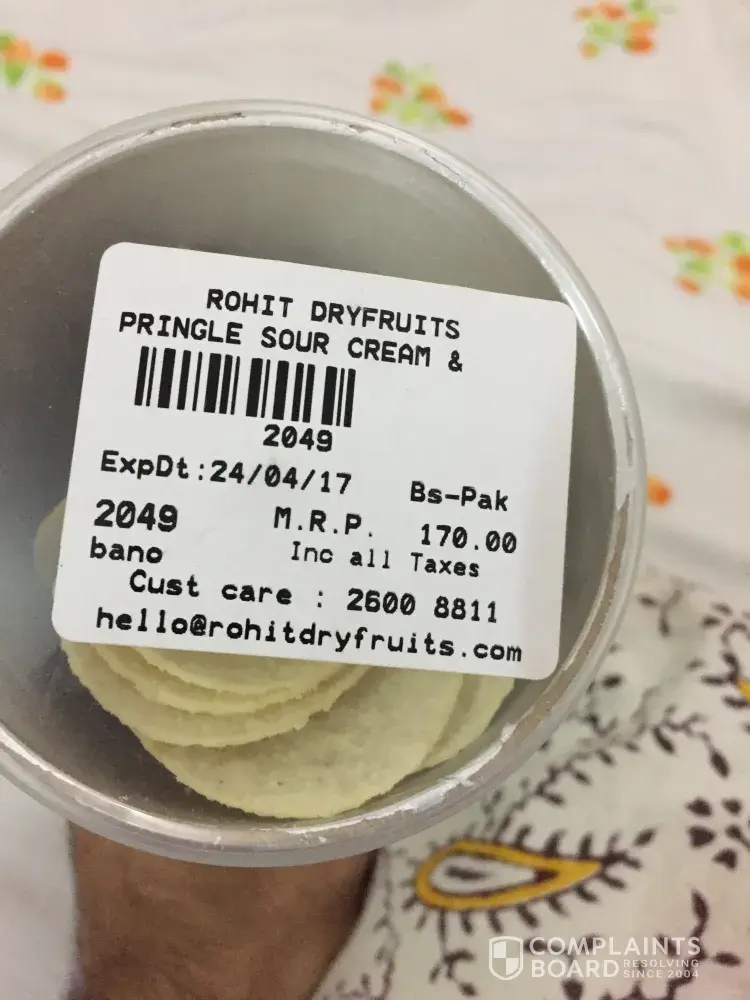 ROHIT DRYFRUITS
PRINGLE SOUR CREAM &
2049
ExpDt:24/04/17 Bs-Pak
2049 M.R.P. 170.00
bano Inc all Taxes
Cust care : 2600 8811
hello@rohitdryfruits.com
COMPLAINTS
BOARD RESOLVING
SINCE 2004